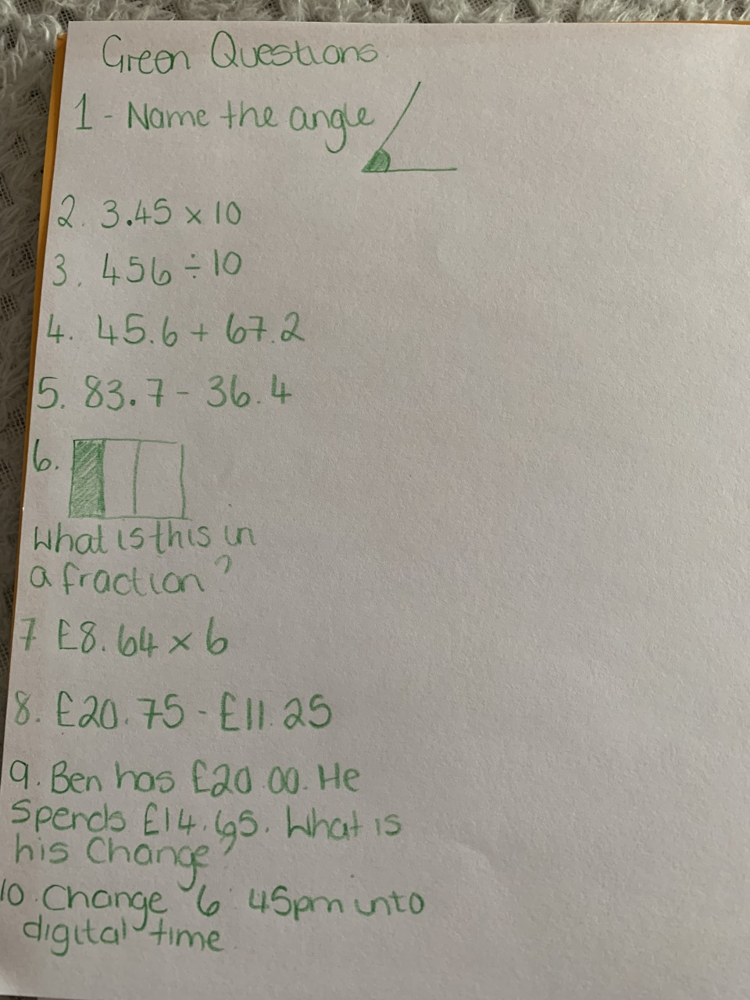 Green Questions.
1 - Name the angle
2. 3.45 × 10
3. 456 ÷ 10
4. 45.6 + 67.2
5. 83.7 - 36.4
6.
What is this in
a fraction?
7 £8.64 × 6
8. £20.75 - £11.25
9. Ben has £20.00. He
spends £14.65. What is
his Change?
10. Change 6:45pm into
digital time